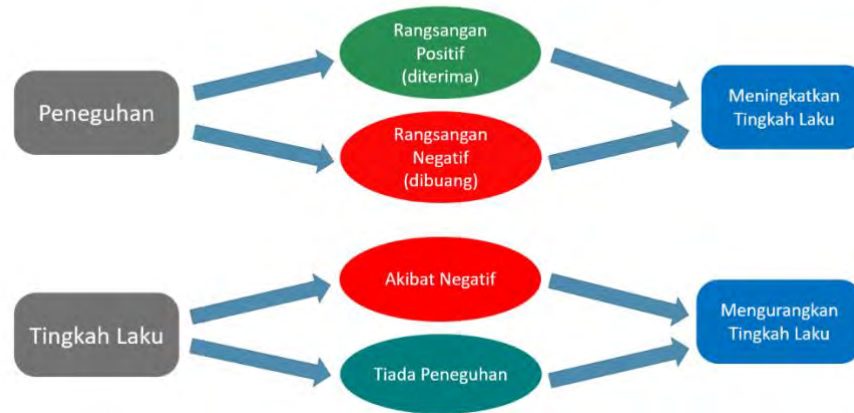 Peneguhan
Rangsangan
Positif
(diterima)
Rangsangan
Negatif
(dibuang)
Meningkatkan
Tingkah Laku
Tingkah Laku
Akibat Negatif
Tiada Peneguhan
Mengurangkan
Tingkah Laku